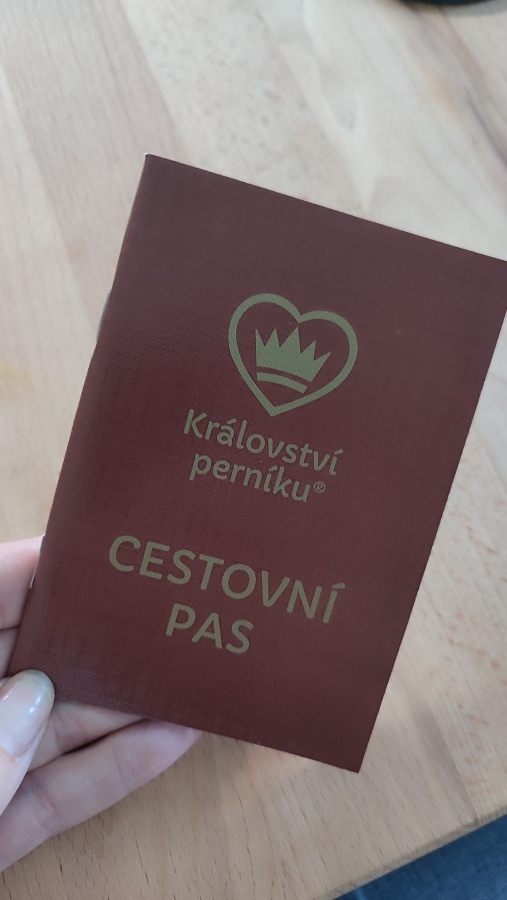 Království
perníku®
CESTOVNÍ
PAS